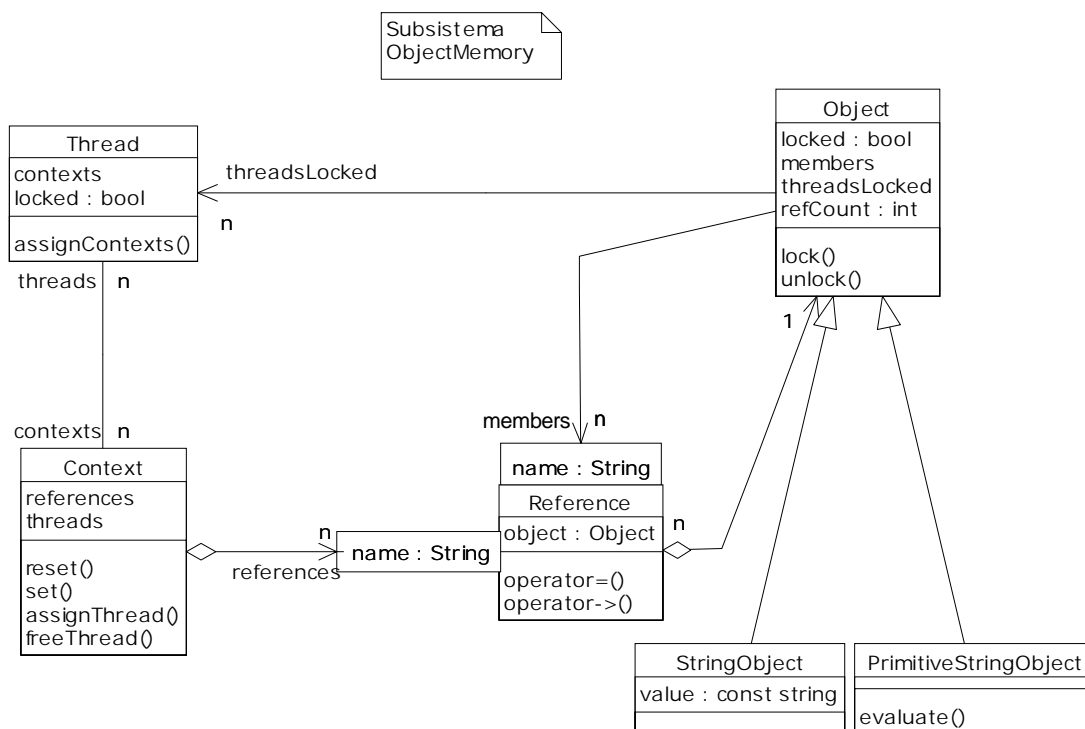 Subsistema
ObjectMemory
Object
locked : bool
members
threadsLocked
refCount : int
lock()
unlock()
Thread
contexts
locked : bool
assignContexts()
threadsLocked
n
threads n
contexts n
1
members n
Context
references
threads
reset()
set()
assignThread()
freeThread()
n
references
name : String
name : String
Reference
object : Object
operator=()
operator->()
n
StringObject
value : const string
PrimitiveStringObject
evaluate()